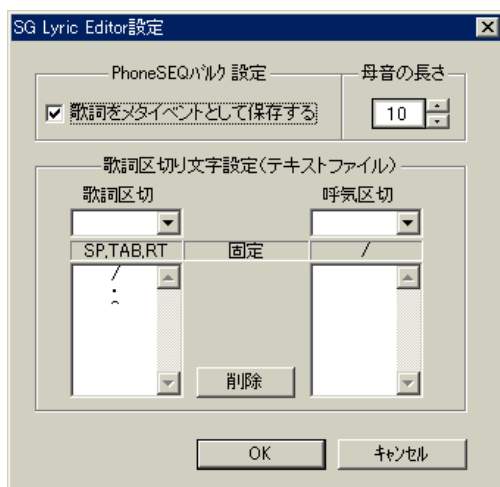 SG Lyric Editor設定
PhoneSEQﾊﾞﾙｸ 設定
母音の長さ
歌詞をメタイベントとして保存する
10
歌詞区切り文字設定(テキストファイル)
歌詞区切
呼気区切
SP,TAB,RT
固定
/
/
.
^
削除
OK
ｷｬﾝｾﾙ